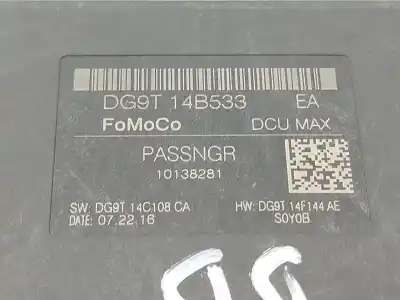 DG9T 14B533 EA
FoMoCo DCU MAX
PASSNGR
10138281
SW: DG9T 14C108 CA HW: DG9T 14F144 AE
DATE: 07.22.16 S0Y0B